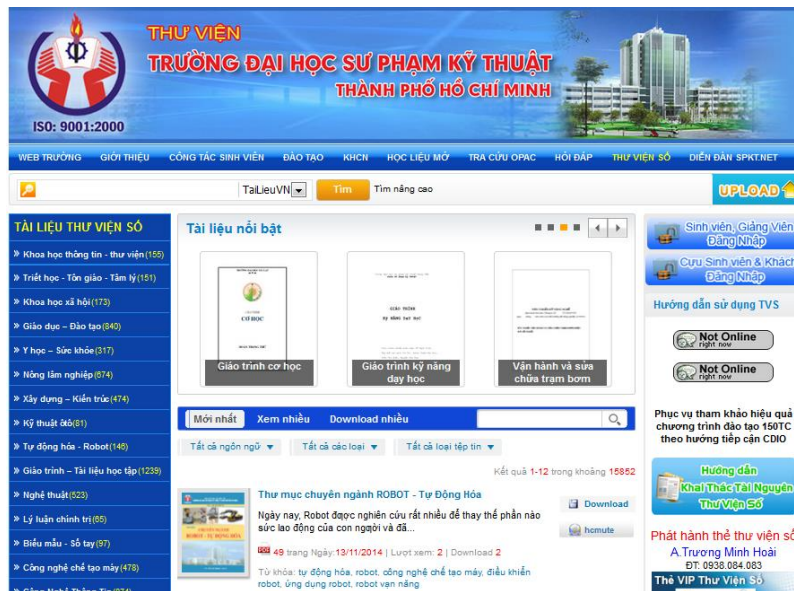 THƯ VIỆN
TRƯỜNG ĐẠI HỌC SƯ PHẠM KỸ THUẬT
THÀNH PHỐ HỒ CHÍ MINH
ISO: 9001:2000
WEB TRƯỜNG GIỚI THIỆU CÔNG TÁC SINH VIÊN ĐÀO TẠO KHCN HỌC LIỆU MỞ TRA CỨU OPAC HỎI ĐÁP THƯ VIỆN SỐ DIỄN ĐÀN SPKT.NET
TaiLieuVN Tìm Tìm nâng cao UPLOAD
TÀI LIỆU THƯ VIỆN SỐ
» Khoa học thông tin - thư viện(155)
» Triết học - Tôn giáo - Tâm lý(151)
» Khoa học xã hội(173)
» Giáo dục – Đào tạo(840)
» Y học – Sức khỏe(317)
» Nông lâm nghiệp(674)
» Xây dựng – Kiến trúc(474)
» Kỹ thuật ôtô(81)
» Tự động hóa - Robot(146)
» Giáo trình – Tài liệu học tập(1239)
» Nghệ thuật(523)
» Lý luận chính trị(65)
» Biểu mẫu - Sổ tay(97)
» Công nghệ chế tạo máy(478)
Tài liệu nổi bật
CƠ HỌC
GIÁO TRÌNH
KỸ NĂNG DẠY HỌC
Giáo trình cơ học
Giáo trình kỹ năng
dạy học
Vận hành và sửa
chữa trạm bơm
Mới nhất Xem nhiều Download nhiều
Tất cả ngôn ngữ Tất cả các loại Tất cả loại tệp tin
Kết quả 1-12 trong khoảng 15852
Thư mục chuyên ngành ROBOT - Tự Động Hóa
Ngày nay, Robot đƣợc nghiên cứu rất nhiều để thay thế phần nào
sức lao động của con ngƣời và đã...
PDF 49 trang Ngày:13/11/2014 | Lượt xem: 2 | Download 2
Từ khóa: tự động hóa, robot, công nghệ chế tạo máy, điều khiển
robot, ứng dụng robot, robot vạn năng
Download
hcmute
Sinh viên, Giảng Viên
Đăng Nhập
Cựu Sinh viên & Khách
Đăng Nhập
Hướng dẫn sử dụng TVS
Not Online
right now
Not Online
right now
Phục vụ tham khảo hiệu quả
chương trình đào tạo 150TC
theo hướng tiếp cận CDIO
Hướng dẫn
Khai Thác Tài Nguyên
Thư Viện Số
Phát hành thẻ thư viện số
A.Trương Minh Hoài
ĐT: 0938.084.083
Thẻ VIP Thư Viện Số